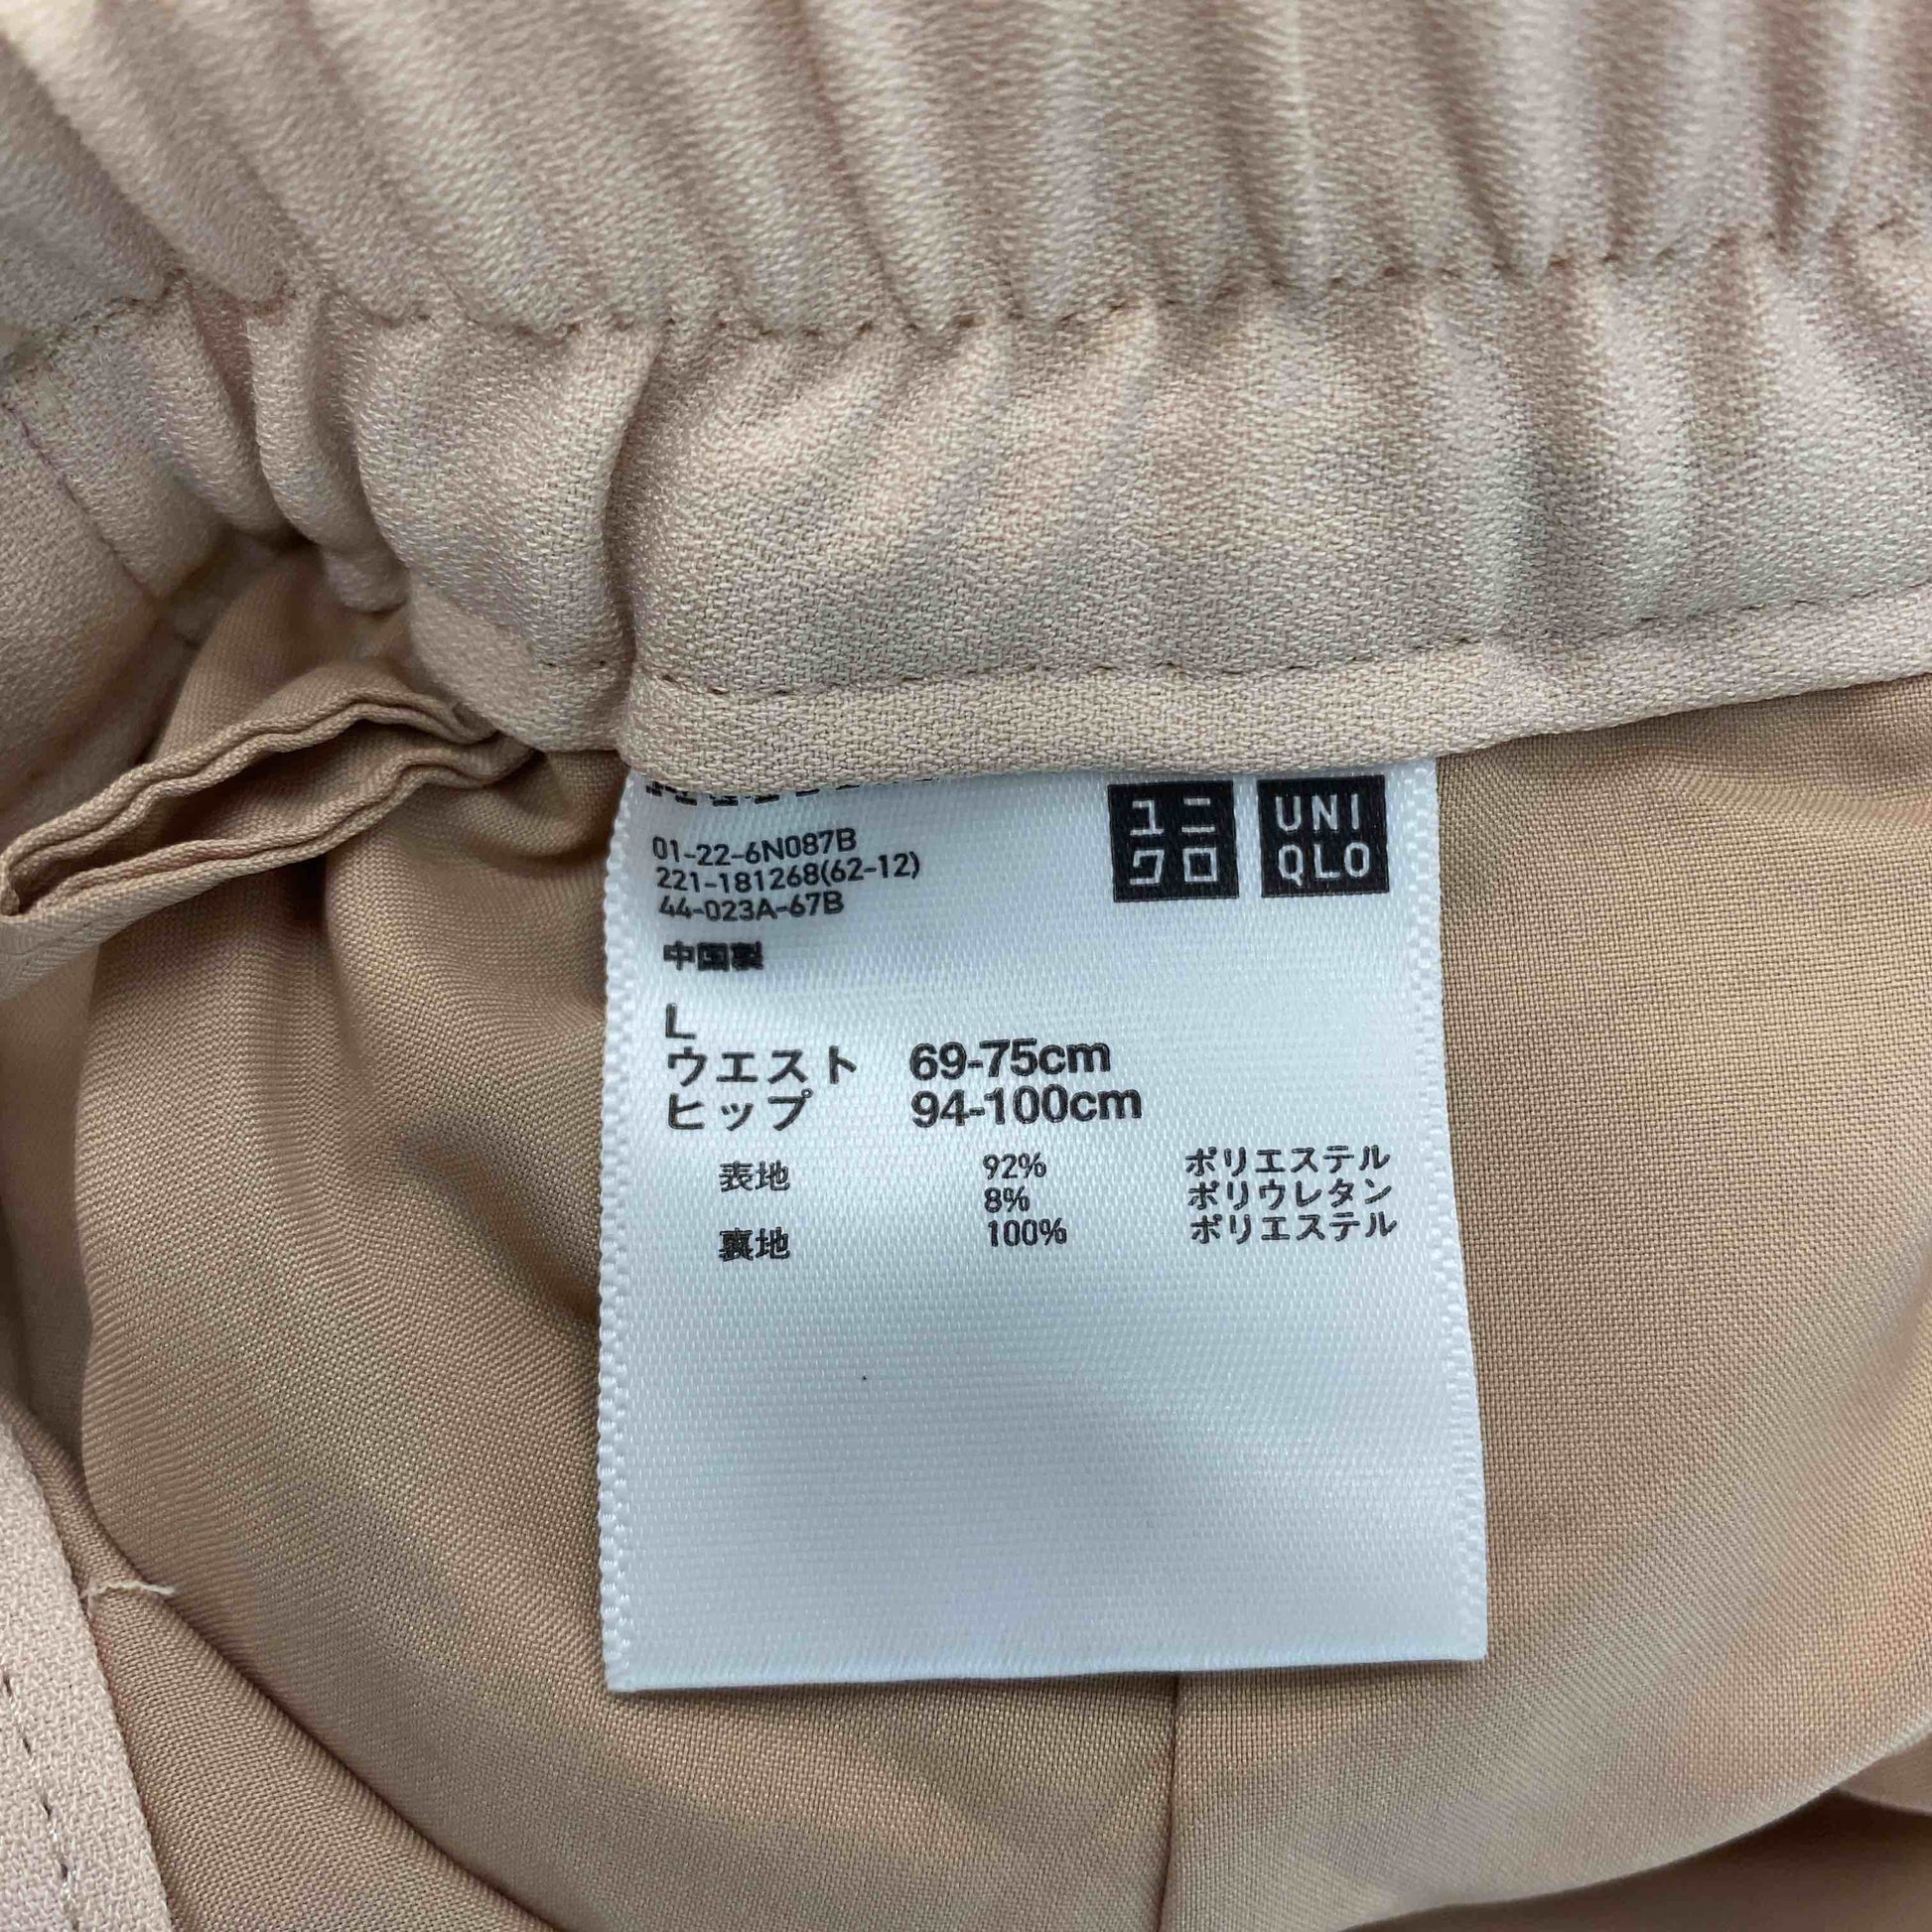 ユニ
クロ
UNI
QLO
01-22-6N087B
221-181268(62-12)
44-023A-67B
中国製
L
ウエスト 69-75cm
ヒップ 94-100cm
表地 92% ポリエステル
8% ポリウレタン
裏地 100% ポリエステル